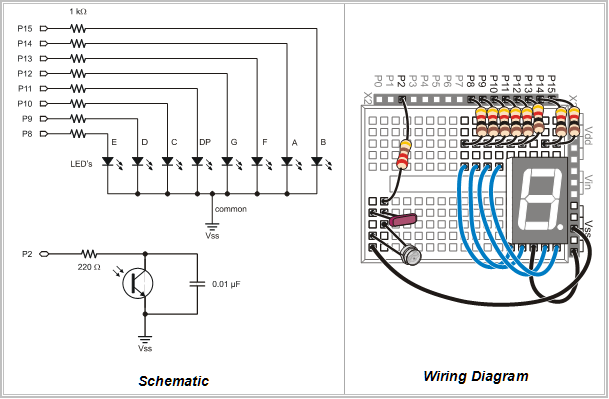 1 kΩ
P15
P14
P13
P12
P11
P10
P9
P8
E D C DP G F A B
LED's
common
Vss
P2
220 Ω
0.01 µF
Vss
Schematic
P0 P1 P2 P3 P4 P5 P6 P7 P8 P9 P10 P11 P12 P13 P14 P15
X2
Vdd
Vin
Vss
Wiring Diagram